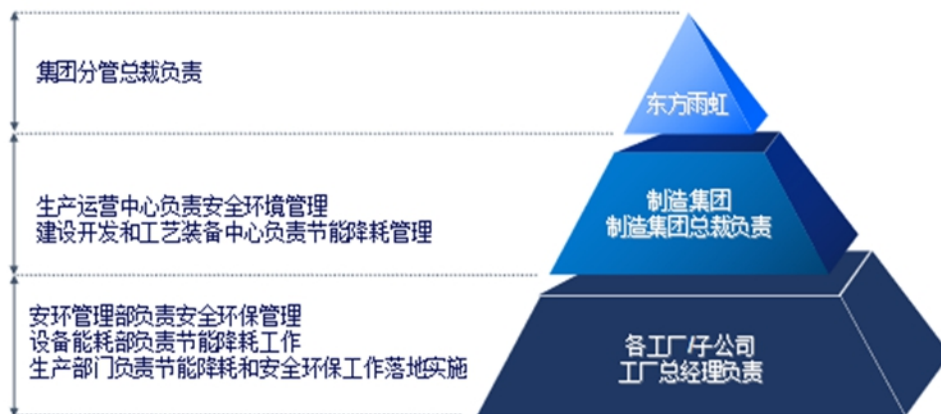 集团分管总裁负责
东方雨虹
生产运营中心负责安全环境管理
建设开发和工艺装备中心负责节能降耗管理
制造集团
制造集团总裁负责
安环管理部负责安全环保管理
设备能耗部负责节能降耗工作
生产部门负责节能降耗和安全环保工作落地实施
各工厂/子公司
工厂总经理负责